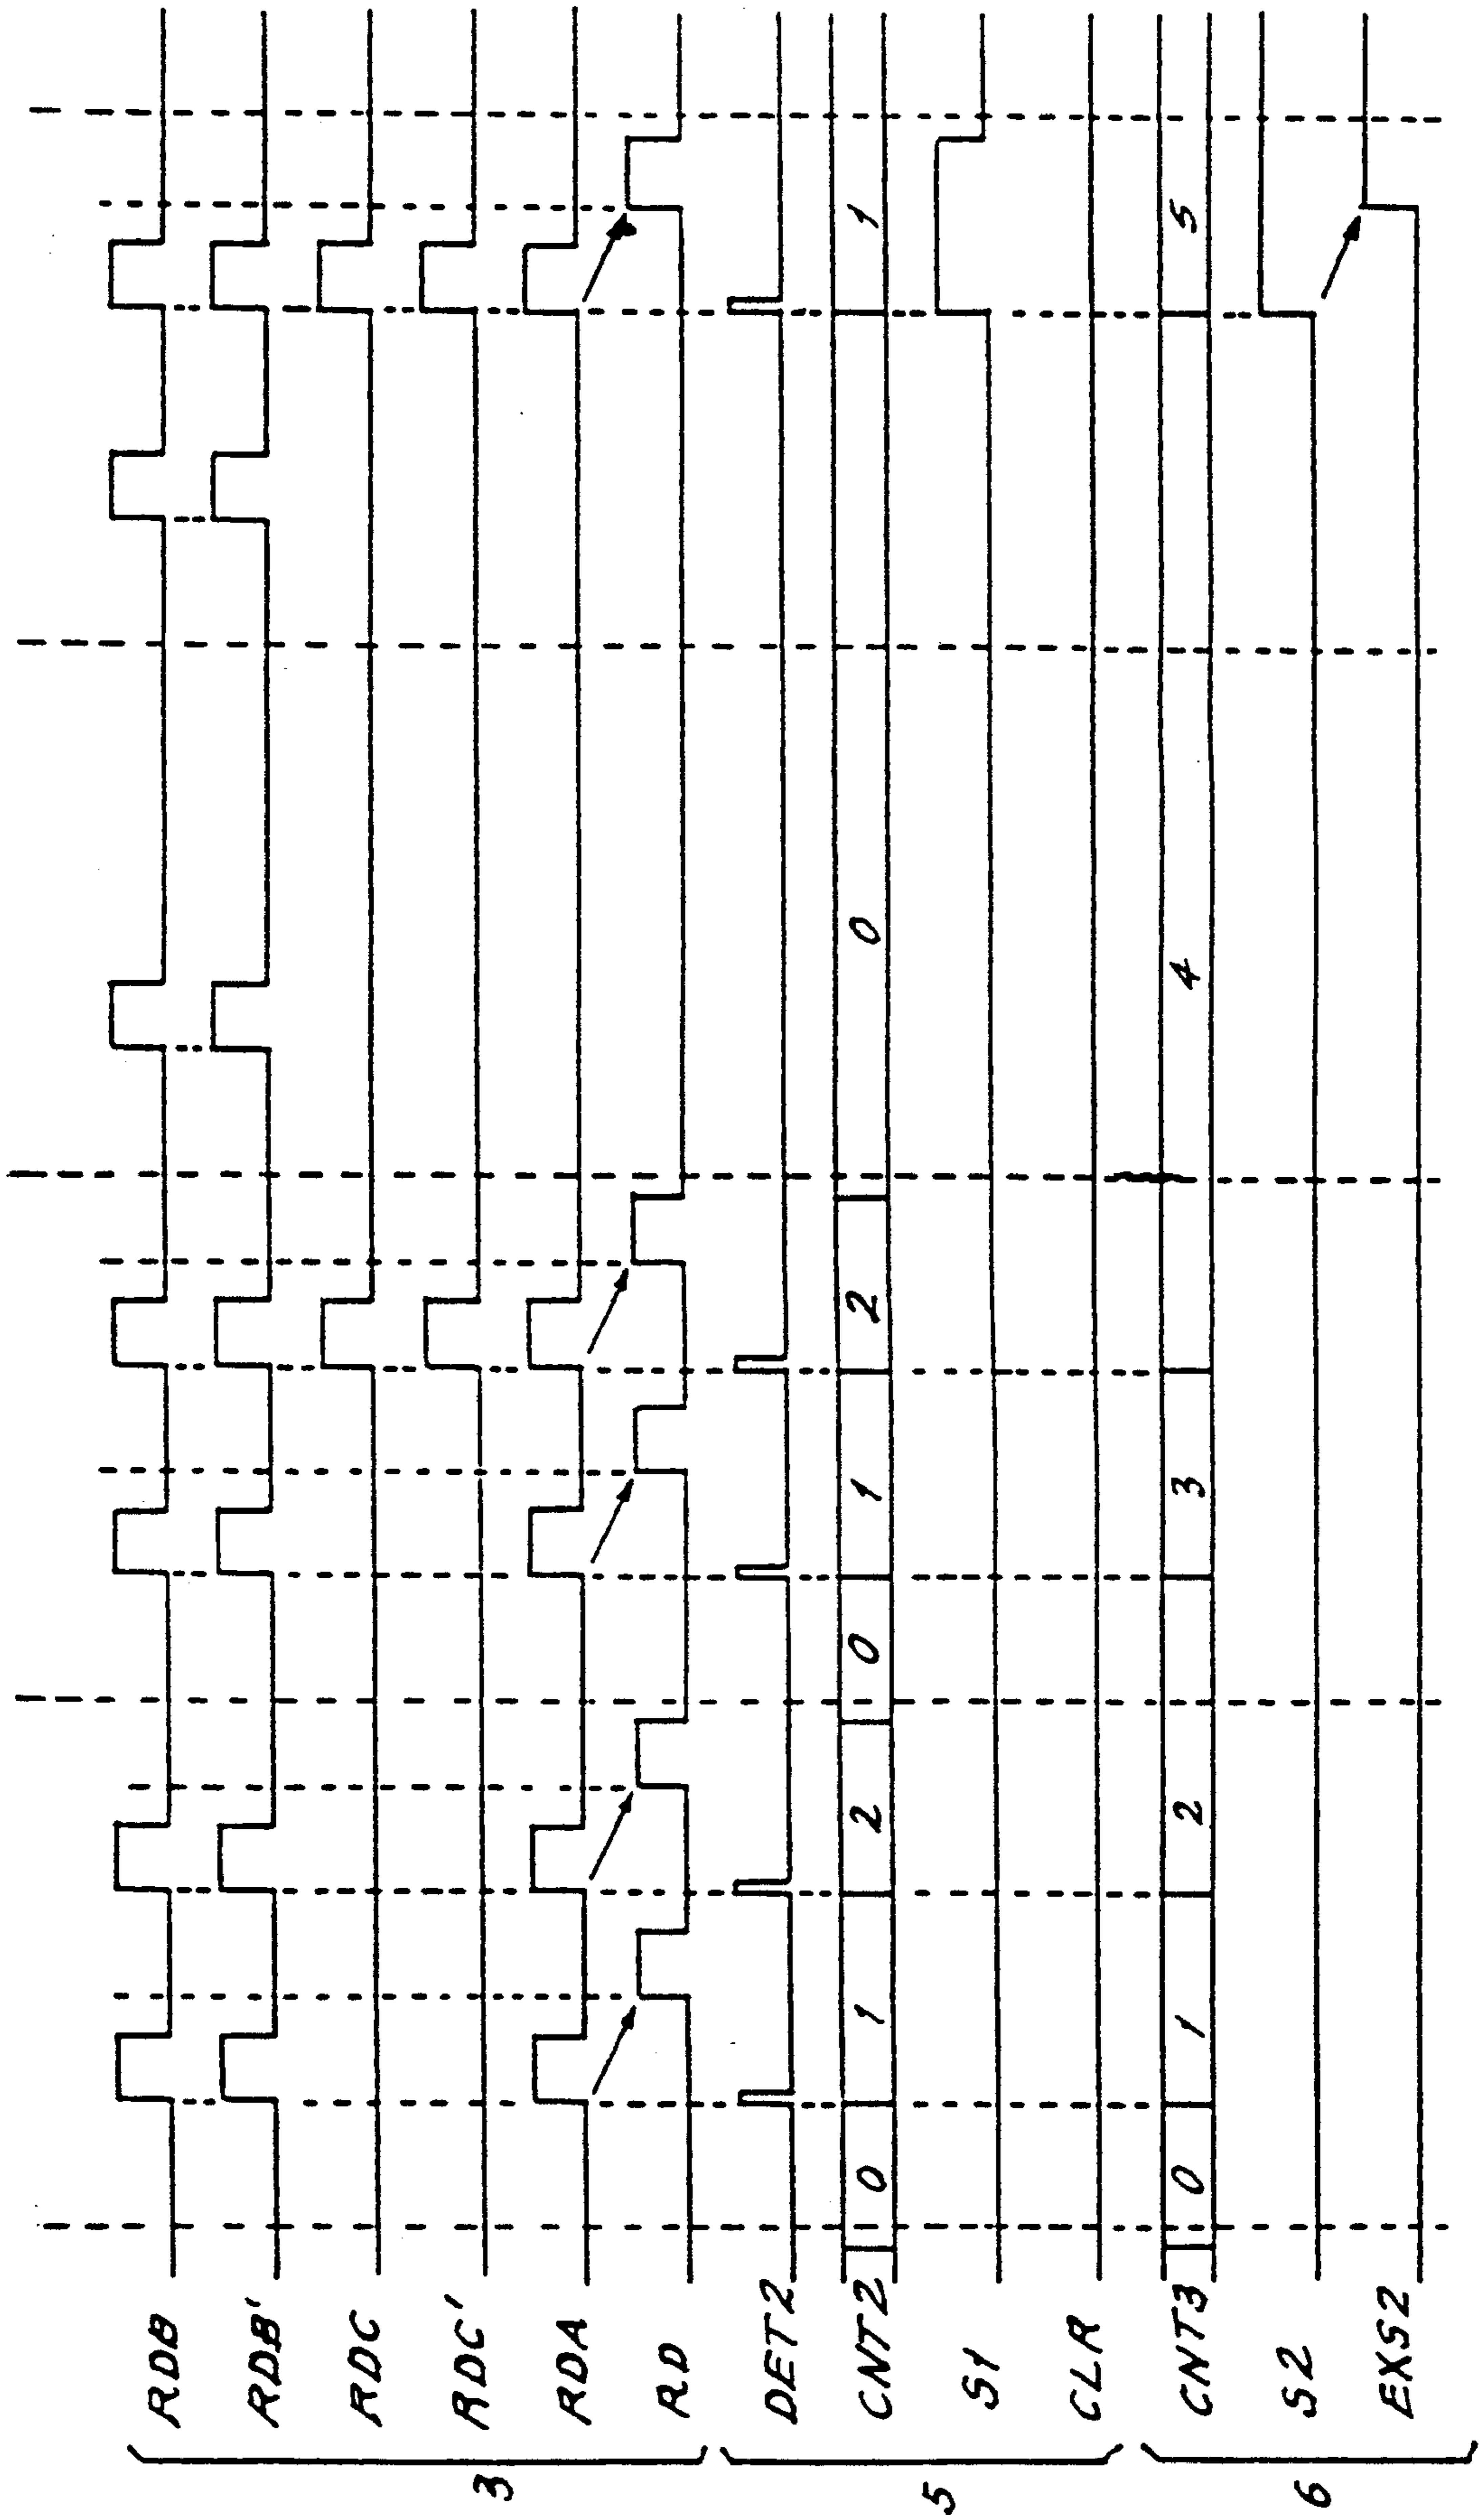 RDB
RDB'
RDC
RDC'
RDA
RD
3
DET2
CNT2 0 1 2 0 1 2 0 1
S1
CLR
5
CNT3 0 1 2 3 4 5
S2
EXS2
6